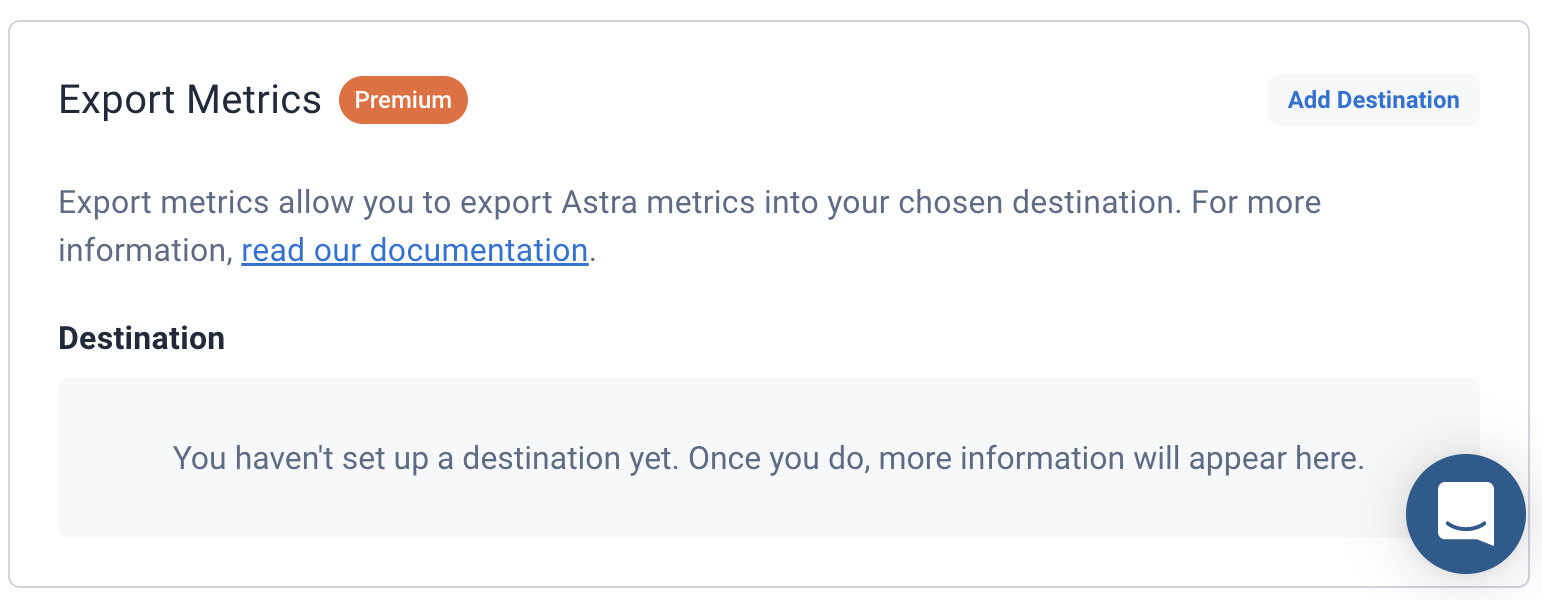 Export Metrics Premium Add Destination
Export metrics allow you to export Astra metrics into your chosen destination. For more
information, read our documentation.
Destination
You haven't set up a destination yet. Once you do, more information will appear here.